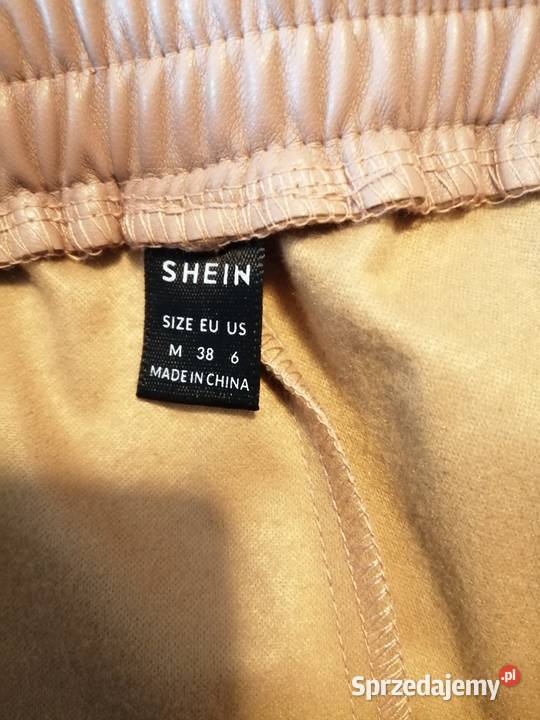 SHEIN
SIZE EU US
M 38 6
MADE IN CHINA
Sprzedajemy.pl